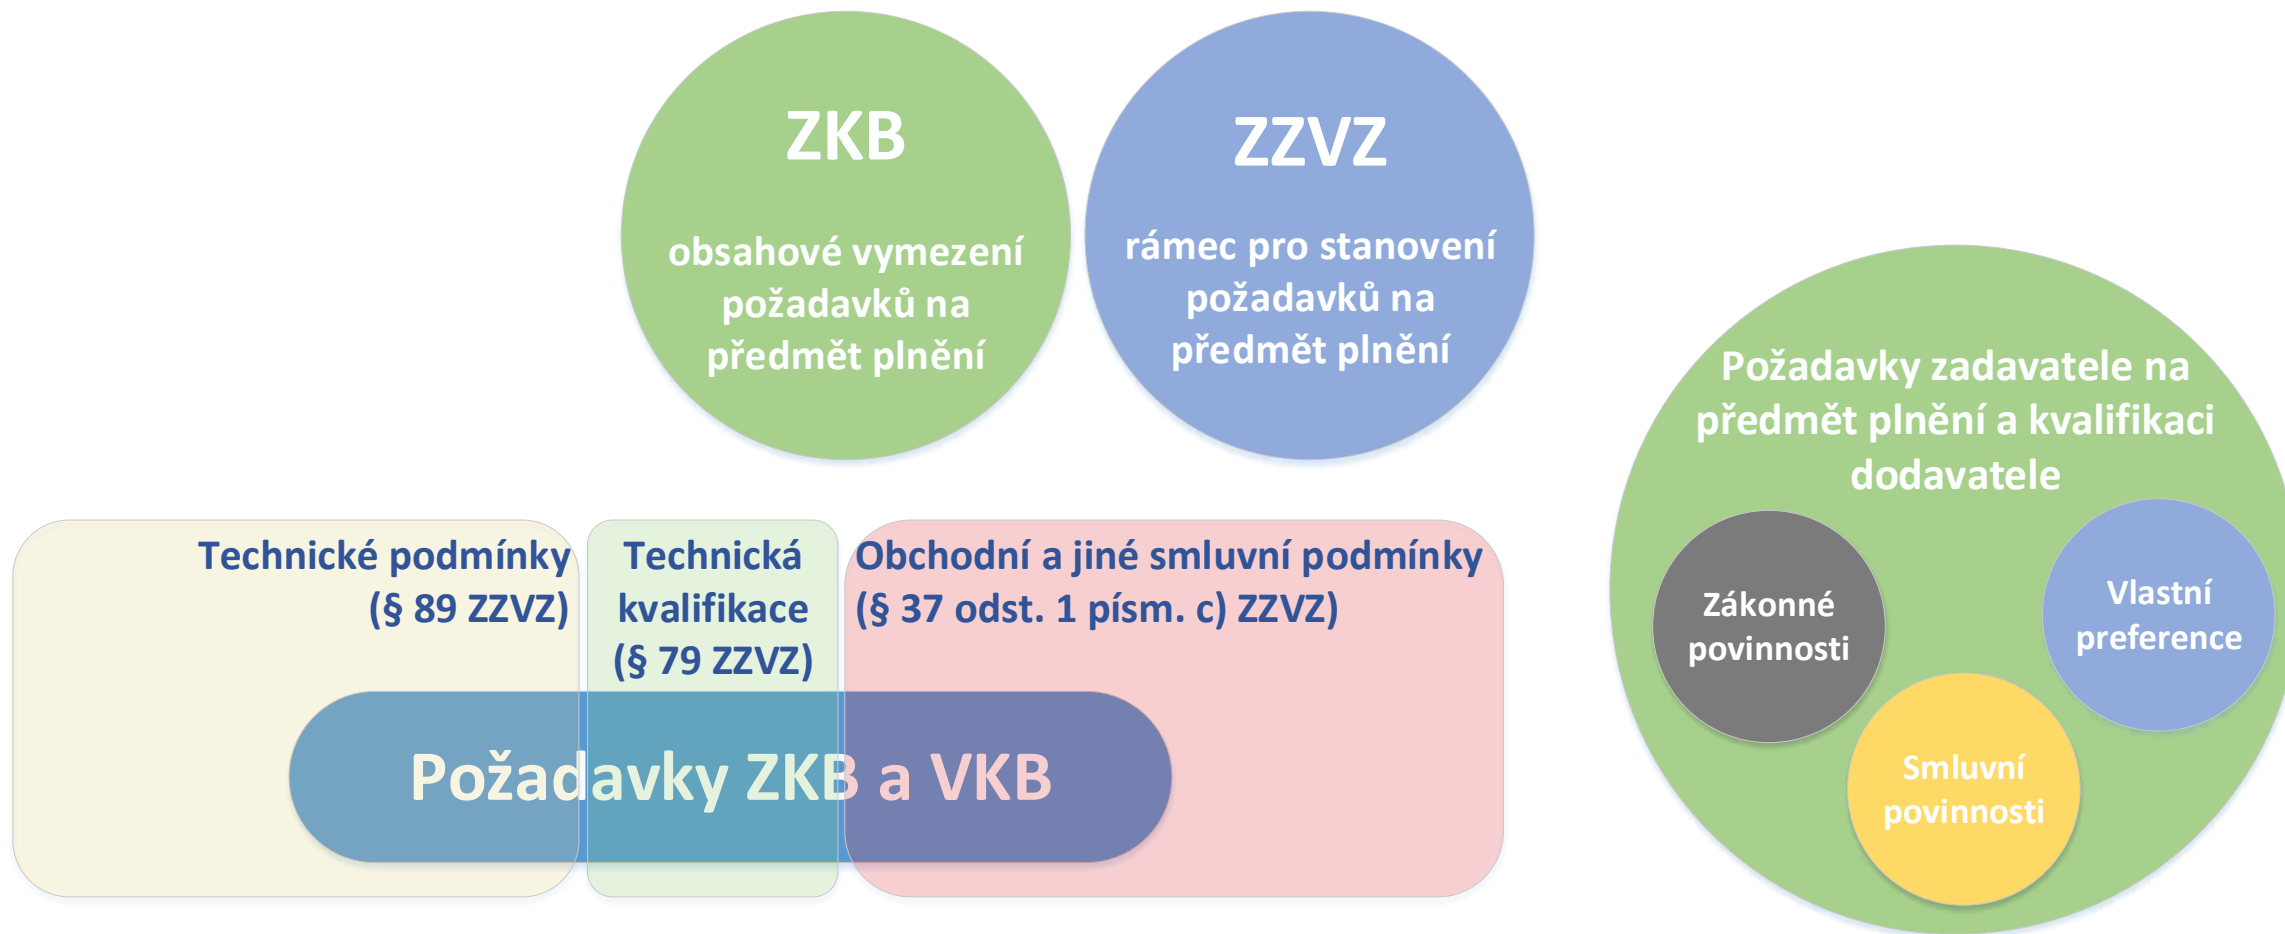 ZKB
obsahové vymezení
požadavků na
předmět plnění
ZZVZ
rámec pro stanovení
požadavků na
předmět plnění
Požadavky zadavatele na
předmět plnění a kvalifikaci
dodavatele
Zákonné
povinnosti
Vlastní
preference
Smluvní
povinnosti
Technické podmínky
(§ 89 ZZVZ)
Technická
kvalifikace
(§ 79 ZZVZ)
Obchodní a jiné smluvní podmínky
(§ 37 odst. 1 písm. c) ZZVZ)
Požadavky ZKB a VKB